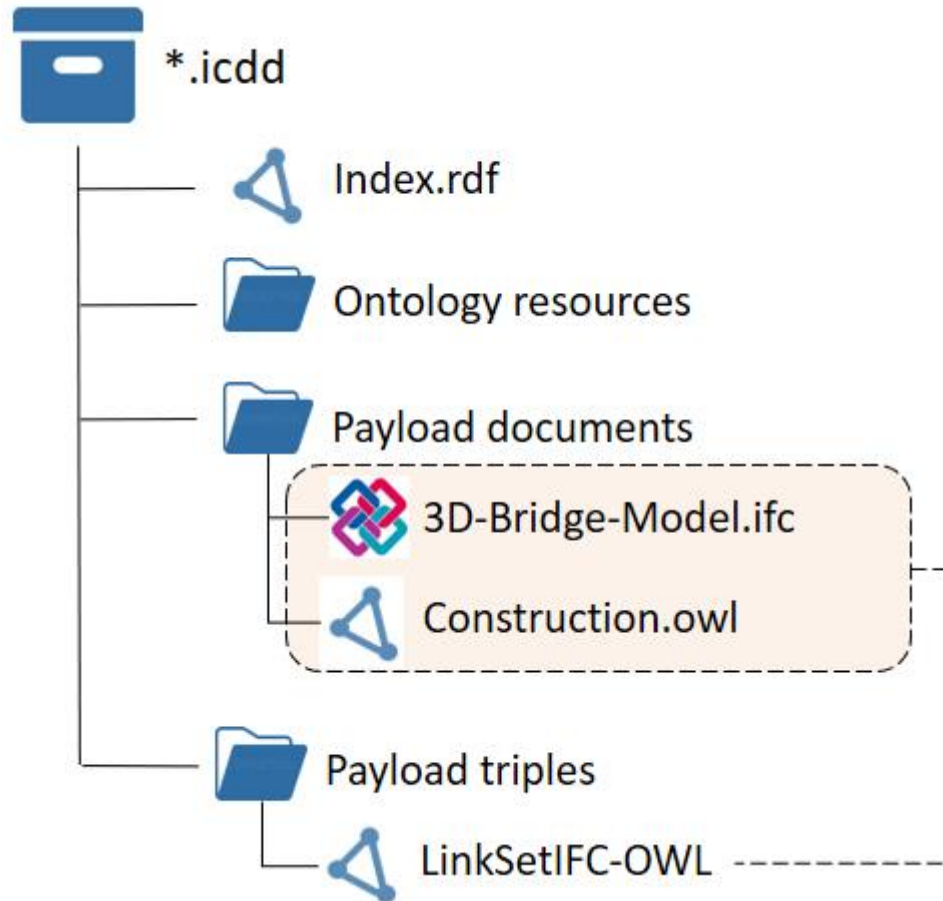 *.icdd
Index.rdf
Ontology resources
Payload documents
3D-Bridge-Model.ifc
Construction.owl
Payload triples
LinkSetIFC-OWL